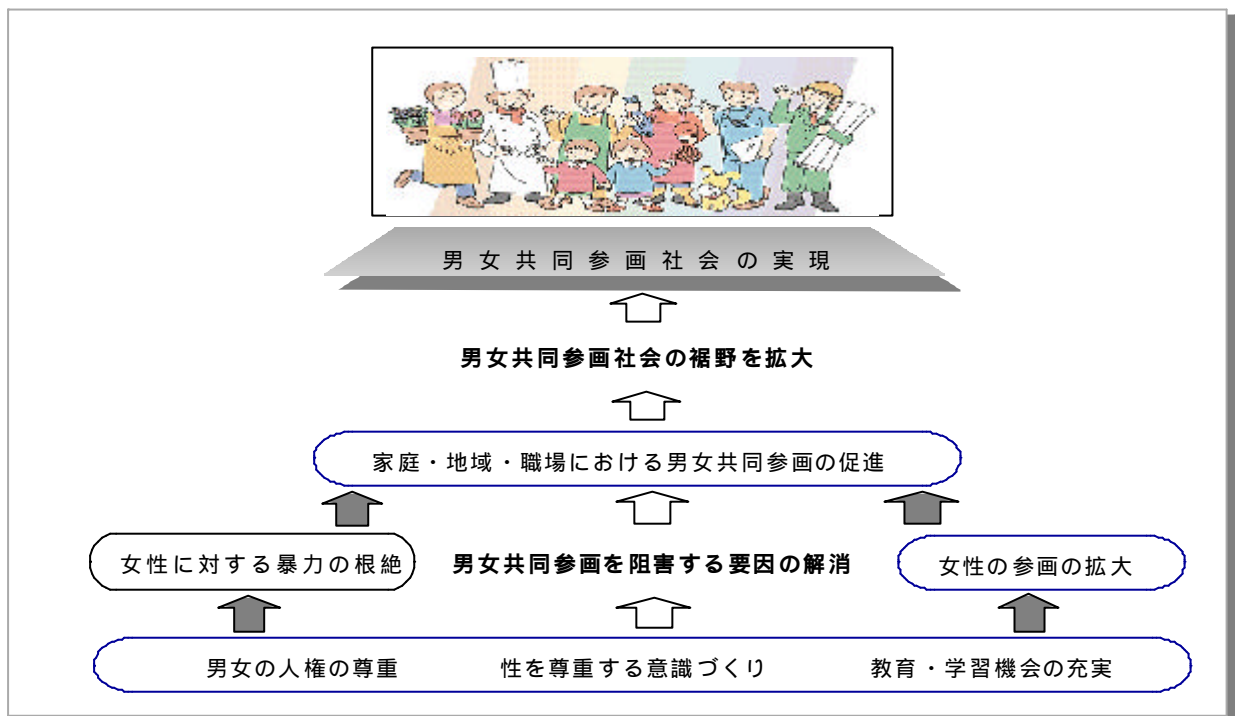 男女共同参画社会の実現
男女共同参画社会の裾野を拡大
家庭・地域・職場における男女共同参画の促進
女性に対する暴力の根絶
男女共同参画を阻害する要因の解消
女性の参画の拡大
男女の人権の尊重 性を尊重する意識づくり 教育・学習機会の充実